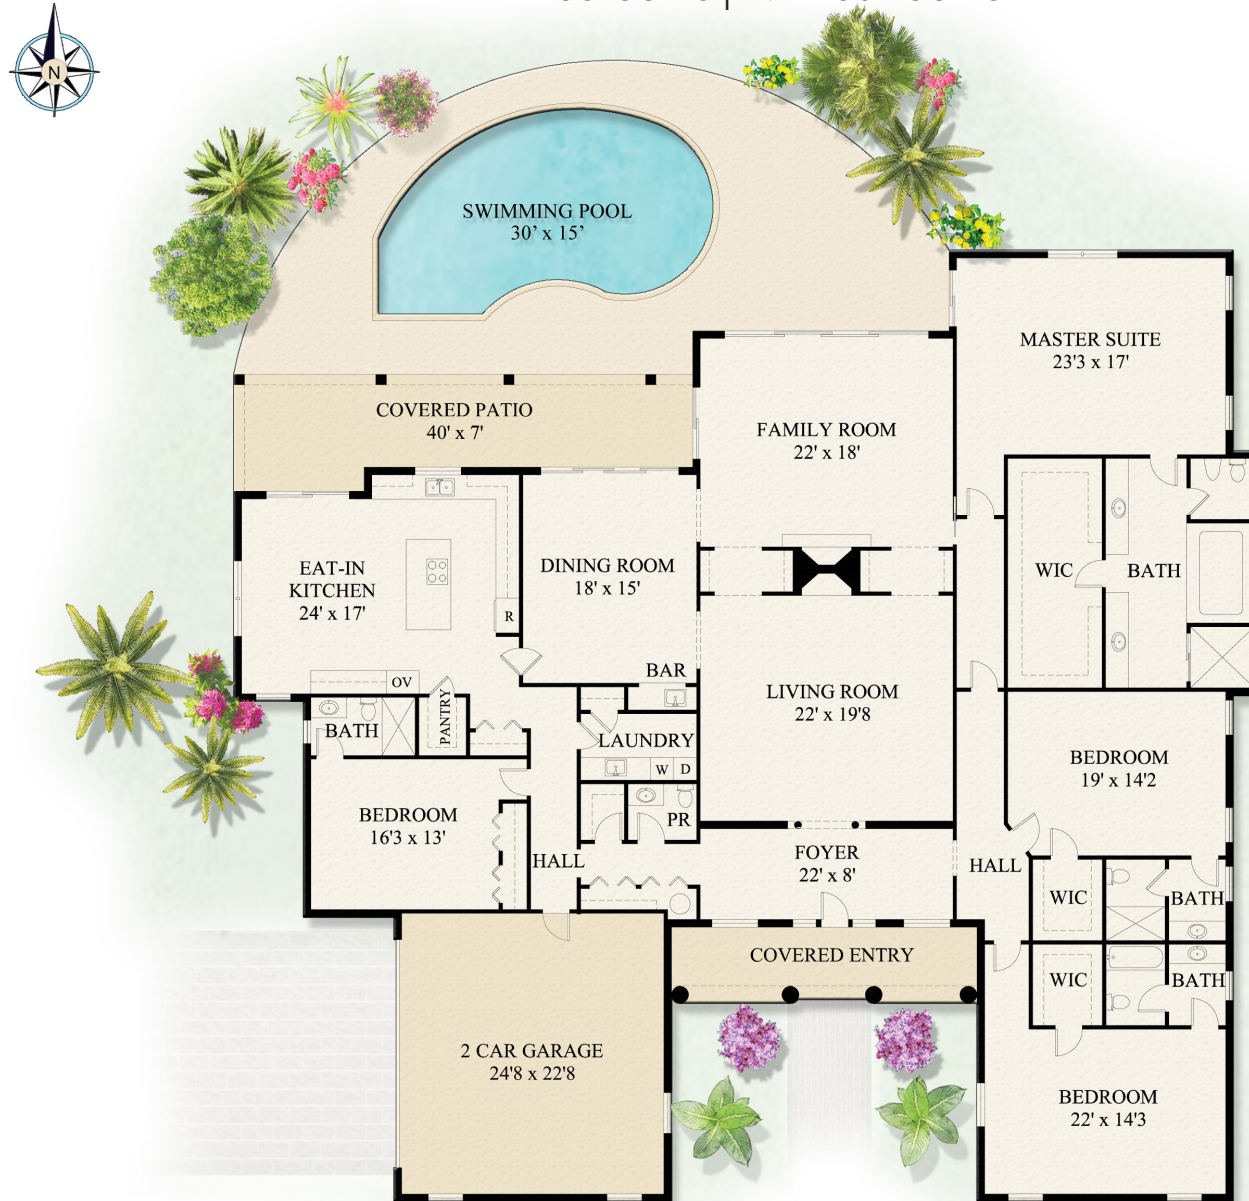 N
SWIMMING POOL
30’ x 15’
MASTER SUITE
23'3 x 17'
COVERED PATIO
40' x 7'
FAMILY ROOM
22' x 18'
EAT-IN
KITCHEN
24' x 17'
DINING ROOM
18' x 15'
WIC
BATH
R
BAR
OV
LIVING ROOM
22' x 19'8
PANTRY
BATH
LAUNDRY
W D
BEDROOM
19' x 14'2
BEDROOM
16'3 x 13'
PR
HALL
FOYER
22' x 8'
HALL
WIC
BATH
COVERED ENTRY
WIC
BATH
2 CAR GARAGE
24'8 x 22'8
BEDROOM
22' x 14'3